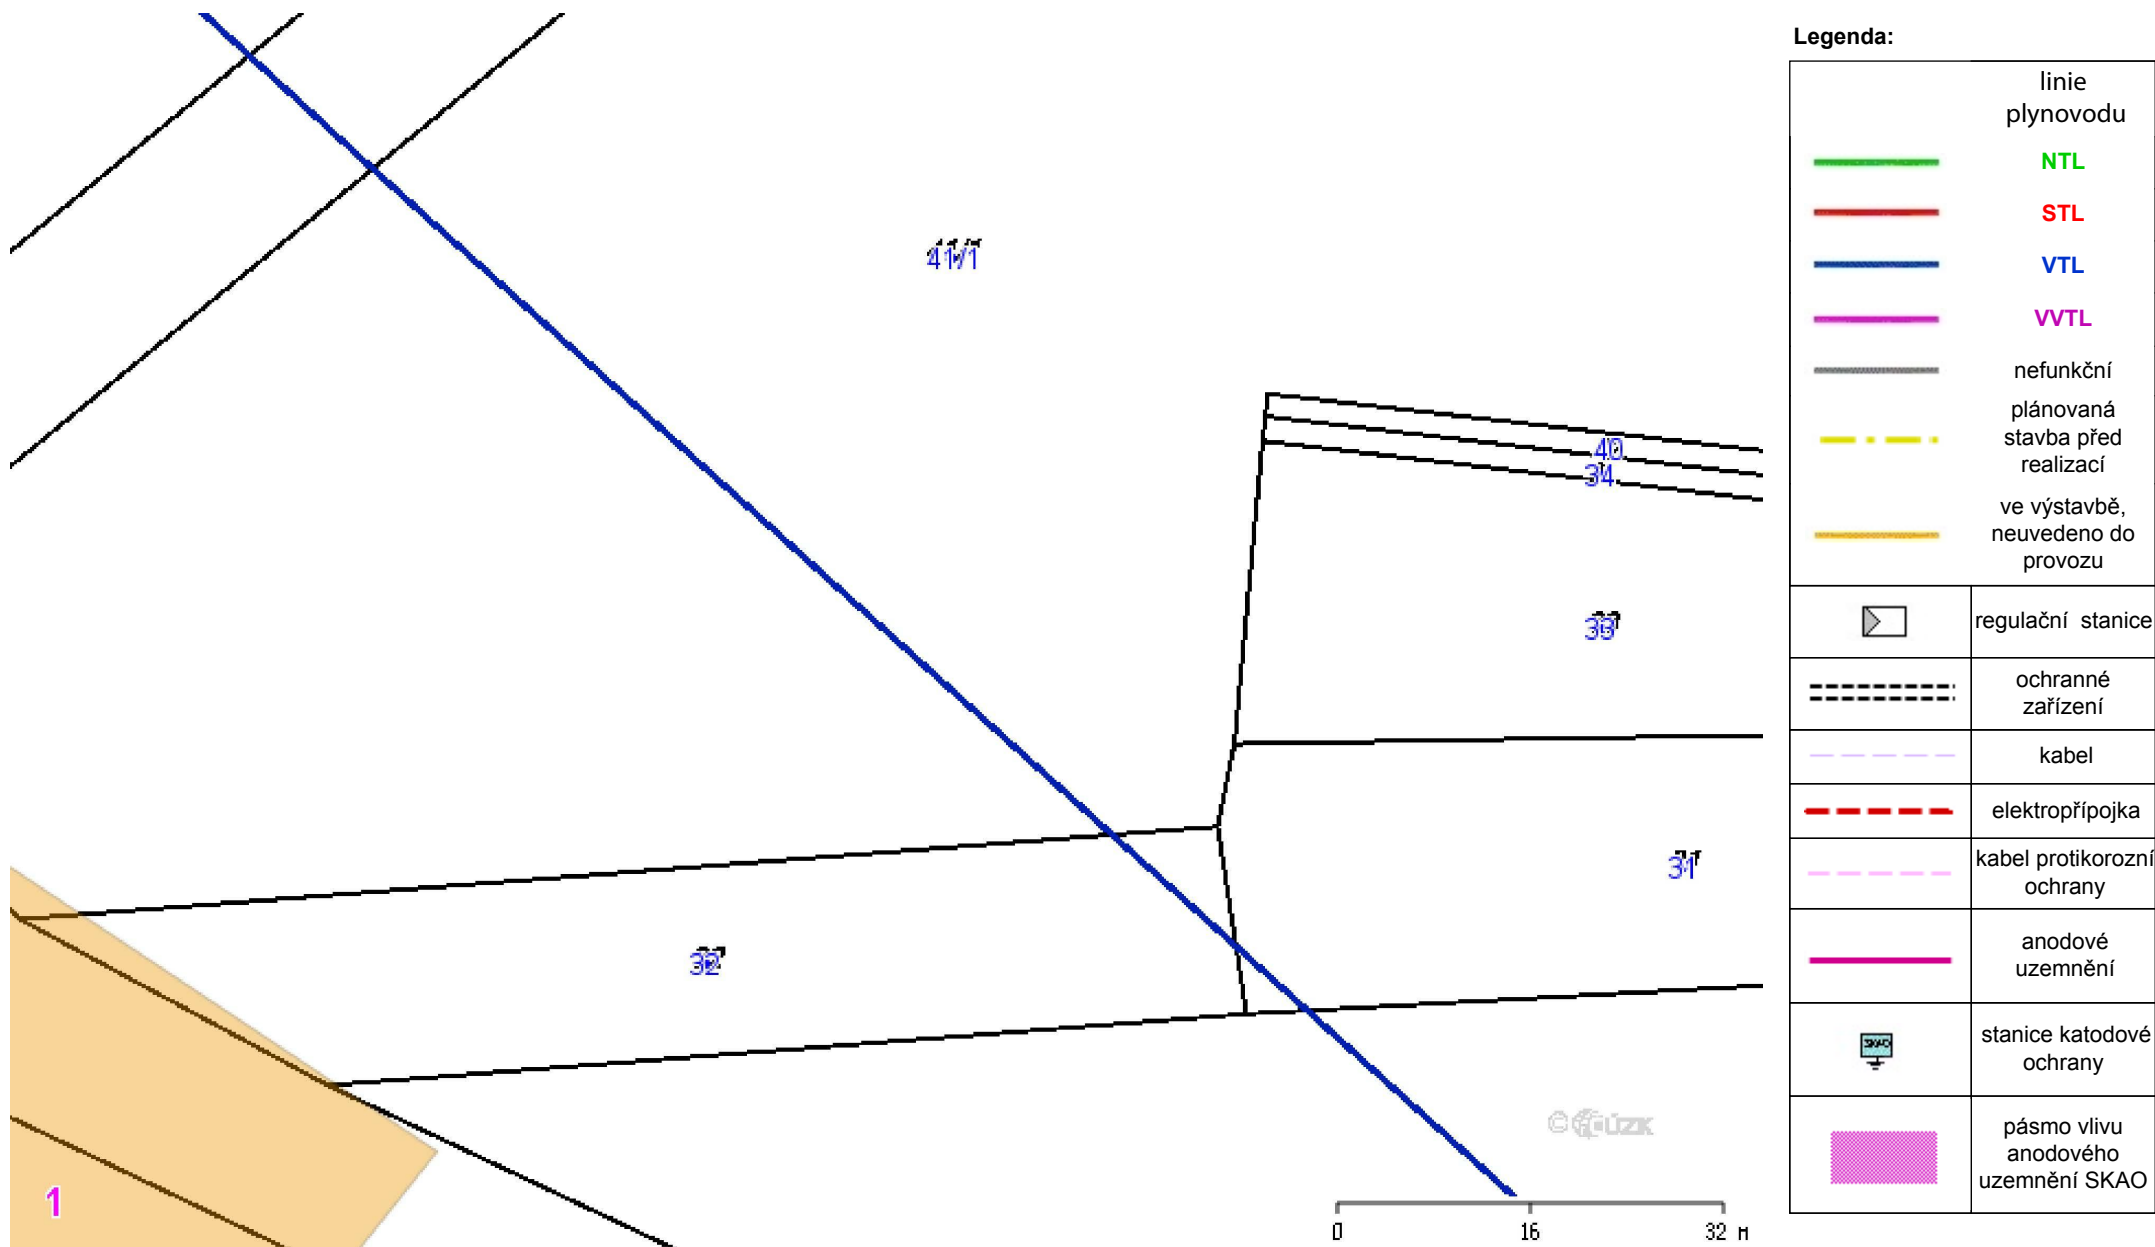 41/1
40
34
33
31
32
1
0 16 32 м
Legenda:
linie
plynovodu
NTL
STL
VTL
VVTL
nefunkční
plánovaná
stavba před
realizací
ve výstavbě,
neuvedeno do
provozu
regulační stanice
ochranné
zařízení
kabel
elektropřípojka
kabel protikorozní
ochrany
anodové
uzemnění
SKAO
stanice katodové
ochrany
pásmo vlivu
anodového
uzemnění SKAO